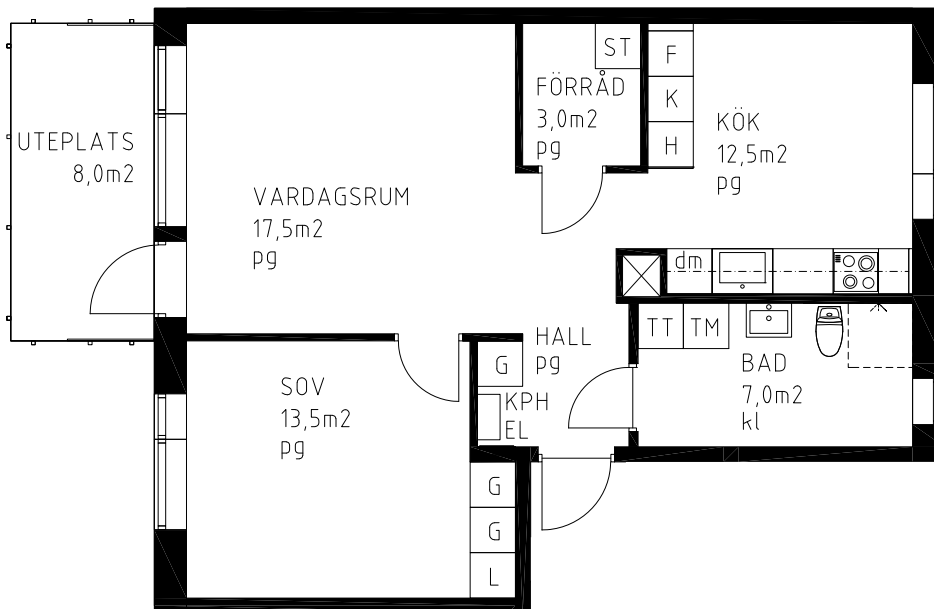 ST
F
K
H
FÖRRÅD
3,0m2
pg
KÖK
12,5m2
pg
UTEPLATS
8,0m2
VARDAGSRUM
17,5m2
pg
dm
TT
TM
HALL
pg
G
KPH
EL
BAD
7,0m2
kl
SOV
13,5m2
pg
G
G
L